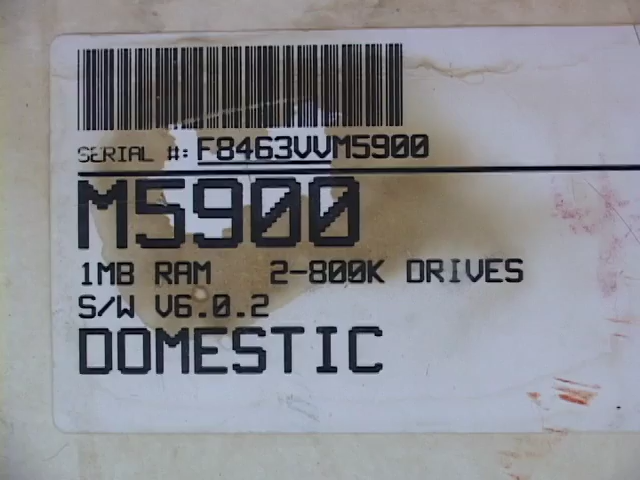 SERIAL #: F8463VVM5900
M5900
1MB RAM 2-800K DRIVES
S/W V6.0.2
DOMESTIC